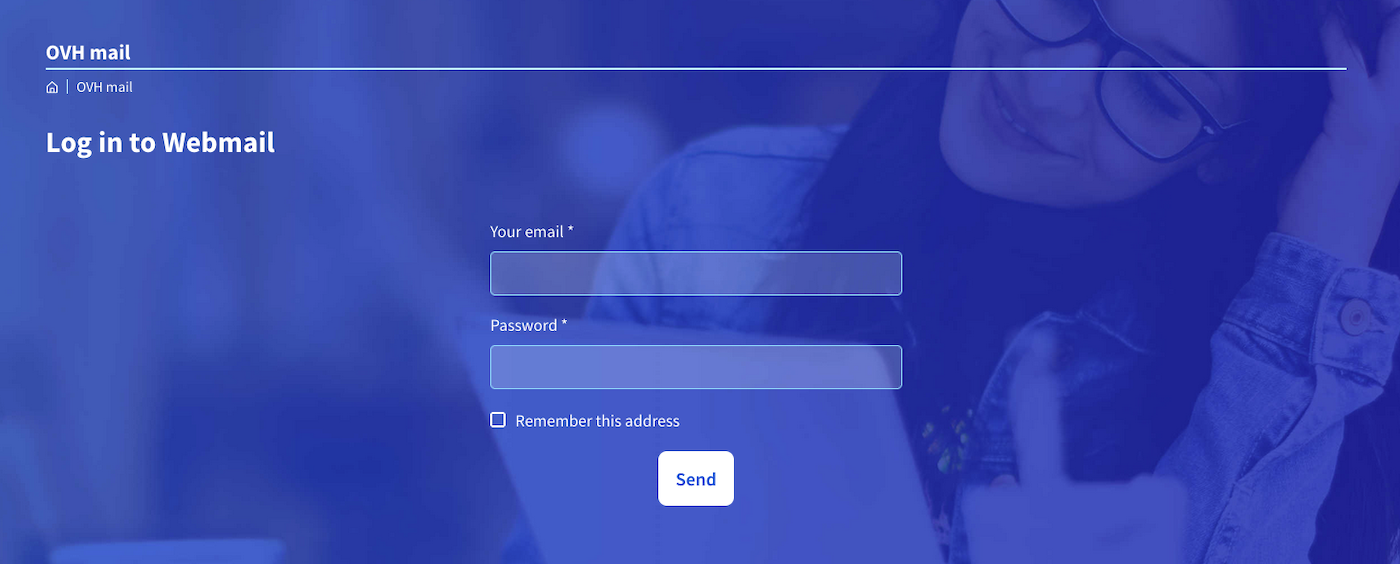 OVH mail
OVH mail
Log in to Webmail
Your email *
Password *
Remember this address
Send